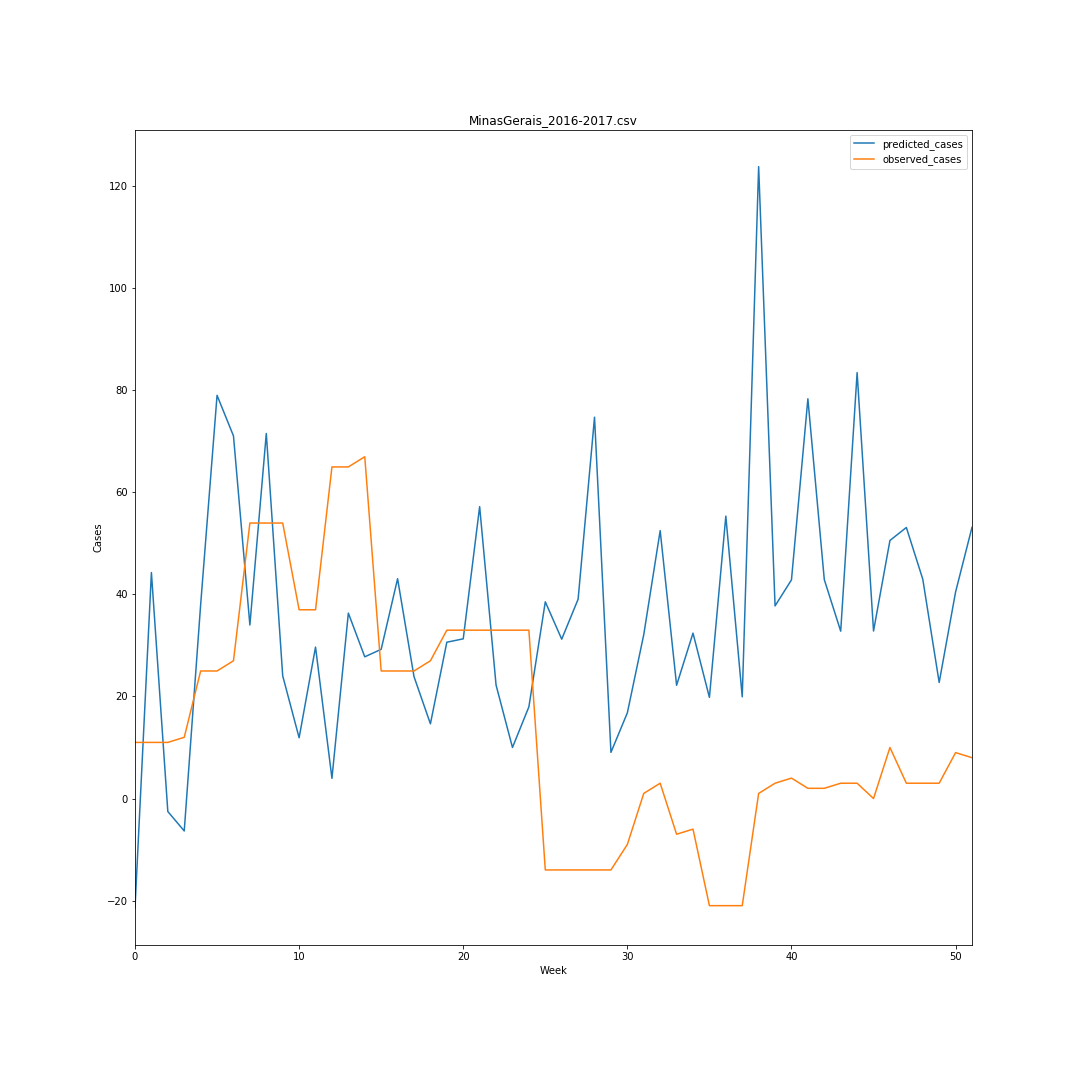 MinasGerais_2016-2017.csv
predicted_cases
observed_cases
120
100
80
60
40
20
0
−20
Cases
0 10 20 30 40 50
Week